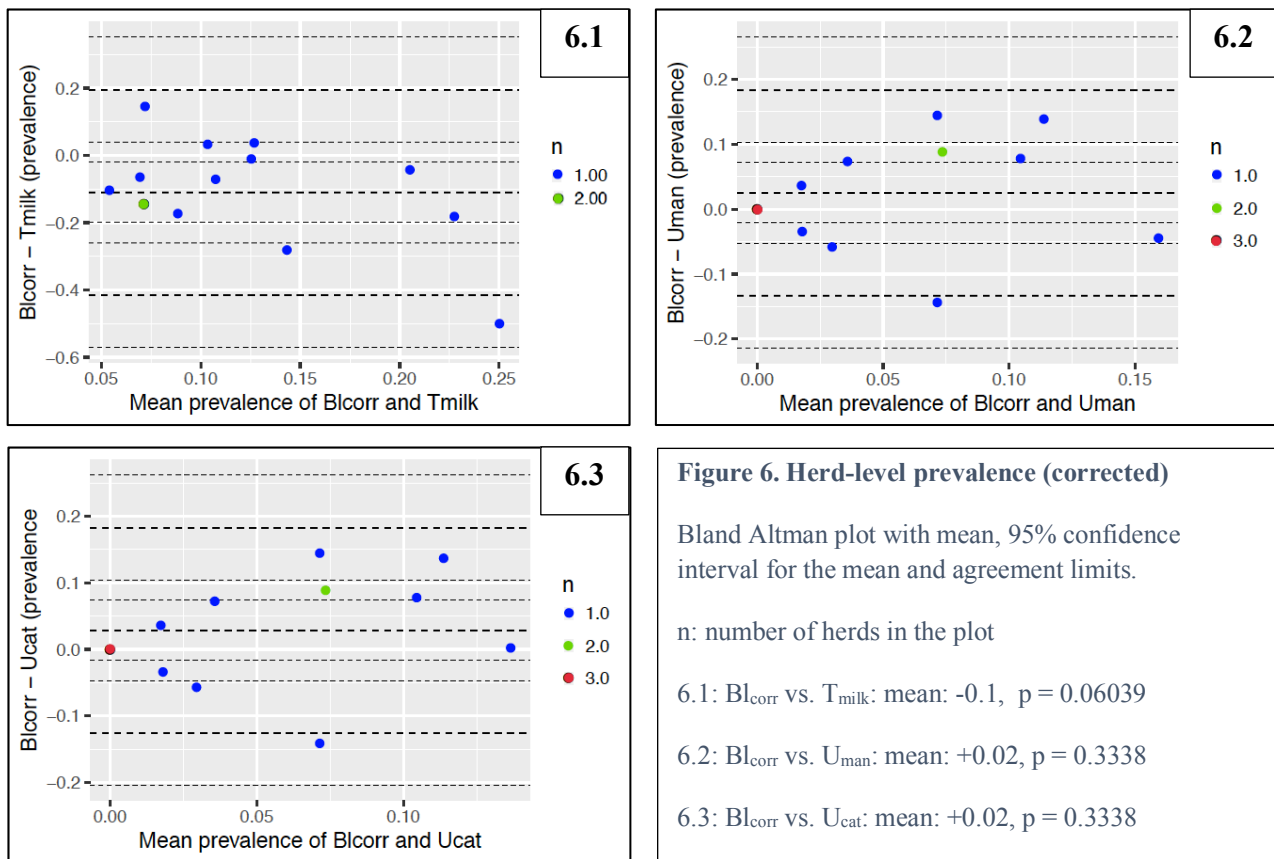 6.1
Blcorr − Tmilk (prevalence)
0.2
0.0
−0.2
−0.4
−0.6
0.05
0.10
0.15
0.20
0.25
Mean prevalence of Blcorr and Tmilk
n
1.00
2.00
6.2
Blcorr − Uman (prevalence)
0.2
0.1
0.0
−0.1
−0.2
0.00
0.05
0.10
0.15
Mean prevalence of Blcorr and Uman
n
1.0
2.0
3.0
6.3
Blcorr − Ucat (prevalence
0.2
0.1
0.0
−0.1
−0.2
0.00
0.05
0.10
Mean prevalence of Blcorr and Ucat
n
1.0
2.0
3.0
Figure 6. Herd-level prevalence (corrected)
Bland Altman plot with mean, 95% confidence
interval for the mean and agreement limits.
n: number of herds in the plot
6.1: Blcorr vs. Tmilk: mean: -0.1, p = 0.06039
6.2: Blcorr vs. Uman: mean: +0.02, p = 0.3338
6.3: Blcorr vs. Ucat: mean: +0.02, p = 0.3338